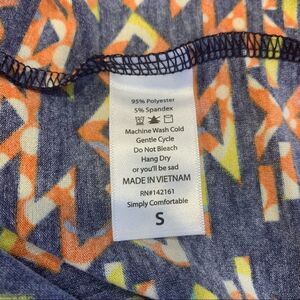 95% Polyester
5% Spandex
Machine Wash Cold
Gentle Cycle
Do Not Bleach
Hang Dry
or you'll be sad
MADE IN VIETNAM
RN#142161
Simply Comfortable
S